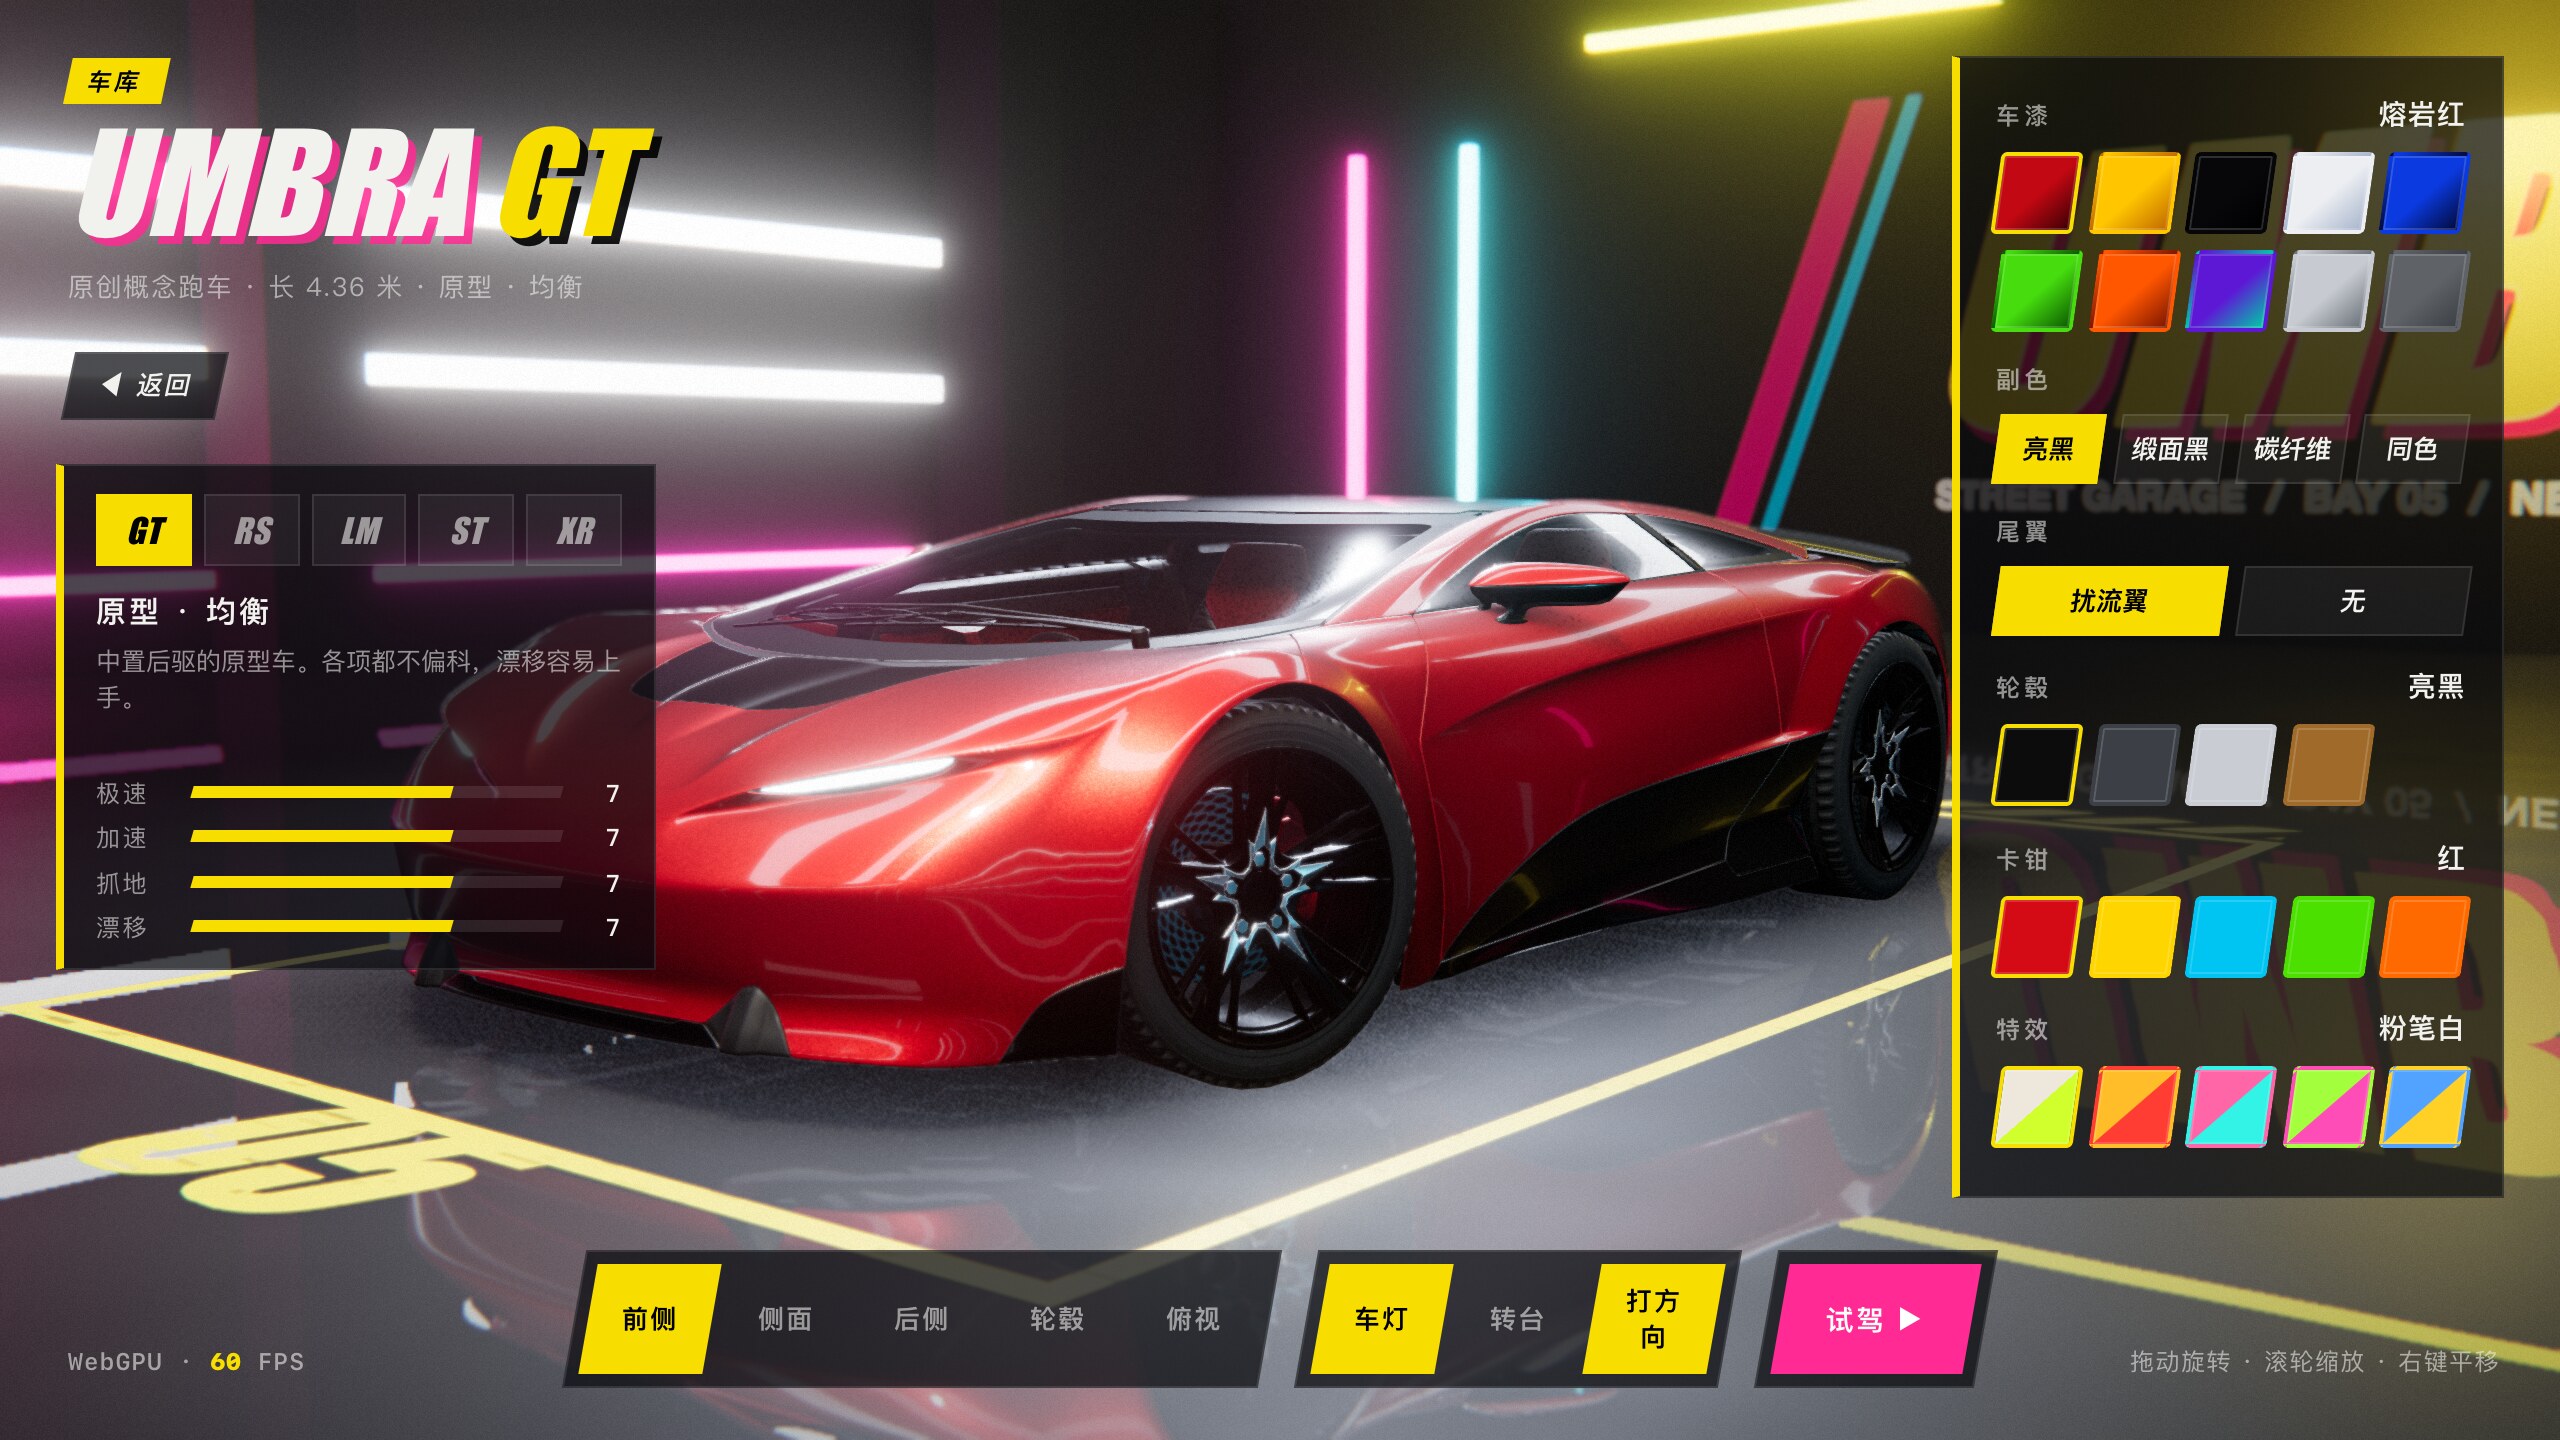 车库
UMBRA GT
原创概念跑车 · 长 4.36 米 · 原型 · 均衡
◀ 返回
GT RS LM ST XR
原型 · 均衡
中置后驱的原型车。各项都不偏科，漂移容易上
手。
极速 7
加速 7
抓地 7
漂移 7
车漆 熔岩红
副色
亮黑 缎面黑 碳纤维 同色
STREET GARAGE / BAY 05 / NE
尾翼
扰流翼 无
轮毂 亮黑
卡钳 红
特效 粉笔白
05
前侧 侧面 后侧 轮毂 俯视
车灯 转台 打方
向
试驾 ▶
WebGPU · 60 FPS
拖动旋转 · 滚轮缩放 · 右键平移